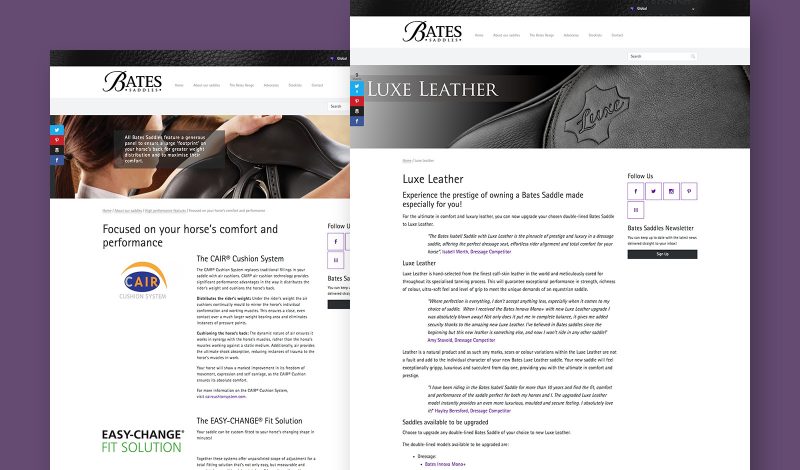 Global
BATES
SADDLES
Home
About our saddles
The Bates Range
Advocates
Stockists
Contact
Search
All Bates Saddles feature a generous
panel to ensure a large 'footprint' on
your horse's back for greater weight
distribution and to maximise their
comfort.
Home / About our saddles / High performance features / Focused on your horse's comfort and performance
Focused on your horse's comfort and
performance
CAIR
CUSHION SYSTEM
The CAIR® Cushion System
The CAIR® Cushion System replaces traditional fillings in your
saddle with air cushions. CAIR® air cushion technology provides
significant performance advantages in the way it distributes the
rider's weight and cushions the horse's back.
Distributes the rider's weight: Under the rider's weight the air
cushions continually mould to mirror the horse's individual
conformation and working muscles. This ensures a close, even
contact over a much larger weight bearing area and eliminates
instances of pressure points.
Cushioning the horse's back: The dynamic nature of air ensures it
works in synergy with the horse's muscles, rather than the horse's
muscles working against a static medium. Additionally, air provides
the ultimate shock absorption, reducing instances of trauma to the
horse's muscles in work.
Your horse will show a marked improvement in its freedom of
movement, expression and self carriage, as the CAIR® Cushion
System ensures its absolute comfort.
For more information on the CAIR® Cushion System,
visit caircushionsystem.com.
EASY-CHANGE®
FIT SOLUTION
The EASY-CHANGE® Fit Solution
Your saddle can be custom fitted to your horse's changing shape in
minutes!
Together these systems offer unparalleled scope of adjustment for a
total fitting solution that's not only easy, but measurable and
Follow Us
Bates Sa
You can keep
delivered stra
Global
BATES
SADDLES
Home
About our saddles
The Bates Range
Advocates
Stockists
Contact
Search
LUXE LEATHER
Luxe
Home / Luxe leather
Luxe Leather
Experience the prestige of owning a Bates Saddle made
especially for you!
For the ultimate in comfort and luxury leather, you can now upgrade your chosen double-lined Bates Saddle
to Luxe Leather.
"The Bates Isabell Saddle with Luxe Leather is the pinnacle of prestige and luxury in a dressage
saddle, offering the perfect dressage seat, effortless rider alignment and total comfort for your
horse". Isabell Werth, Dressage Competitor
Luxe Leather
Luxe Leather is hand-selected from the finest calf-skin leather in the world and meticulously cared for
throughout its specialised tanning process. This will guarantee exceptional performance in strength, richness
of colour, ultra-soft feel and level of grip to meet the unique demands of an equestrian saddle.
"Where perfection is everything, I don't accept anything less, especially when it comes to my
choice of saddle. When I received the Bates Innova Mono+ with new Luxe Leather upgrade I
was absolutely blown away! Not only does it put me in complete balance, it gives me added
security thanks to the amazing new Luxe Leather. I've believed in Bates saddles since the
beginning but this new leather is something else, and now I won't ride in any other saddle!"
Amy Stavold, Dressage Competitor
Leather is a natural product and as such any marks, scars or colour variations within the Luxe Leather are not
a fault and add to the individual character of your new Bates Luxe Leather saddle. Your new saddle will feel
exceptionally grippy, luxurious and succulent from day one, providing you with the ultimate in comfort and
prestige.
"I have been riding in the Bates Isabell Saddle for more than 10 years and find the fit, comfort
and performance of the saddle perfect for both my horse and I. The upgraded Luxe Leather
model instantly provides an even more luxurious, moulded and secure feeling. I absolutely love
it!" Hayley Beresford, Dressage Competitor
Saddles available to be upgraded
Choose to upgrade any double-lined Bates Saddle of your choice to new Luxe Leather.
The double-lined models available to be upgraded are:
Dressage:
Bates Innova Mono+
Follow Us
Bates Saddles Newsletter
You can keep up to date with the latest news
delivered straight to your inbox!
Sign Up